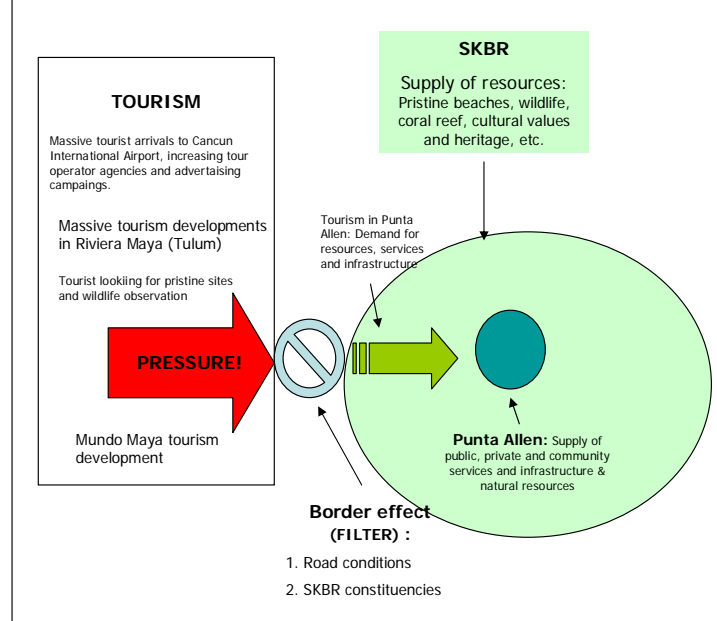 SKBR
Supply of resources:
Pristine beaches, wildlife,
coral reef, cultural values
and heritage, etc.
TOURISM
Massive tourist arrivals to Cancun
International Airport, increasing tour
operator agencies and advertaising
campaings.
Massive tourism developments
in Riviera Maya (Tulum)
Tourist lookiing for pristine sites
and wildlife observation
PRESSURE!
Mundo Maya tourism
development
Tourism in Punta
Allen: Demand for
resources, services
and infrastructure
Punta Allen: Supply of
public, private and community
services and infrastructure &
natural resources
Border effect
(FILTER) :
1. Road conditions
2. SKBR constituencies